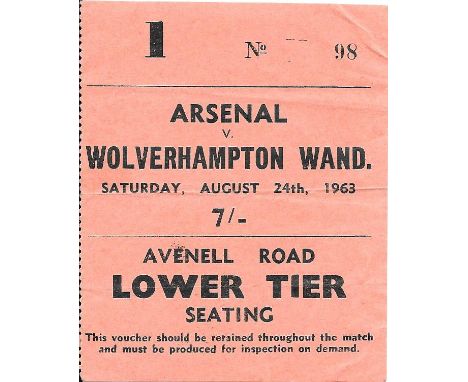 1 No 98
ARSENAL
V.
WOLVERHAMPTON WAND.
SATURDAY, AUGUST 24th, 1963
7/-
AVENELL ROAD
LOWER TIER
SEATING
This voucher should be retained throughout the match
and must be produced for inspection on demand.